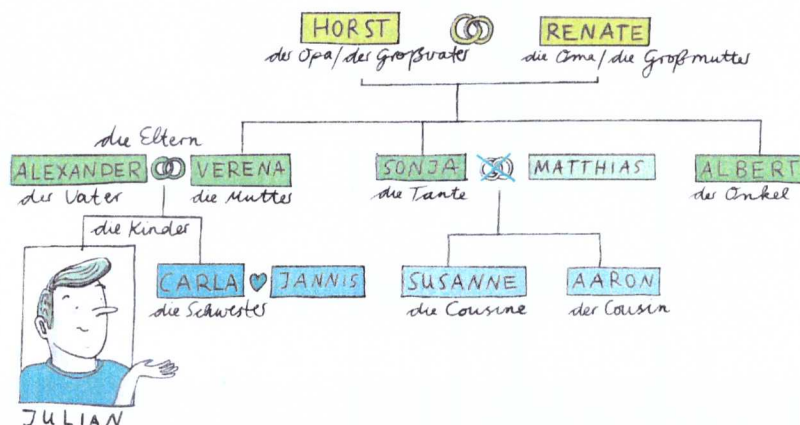 HORST RENATE
der Opa/der Großvater die Oma/die Großmutter
die Eltern
ALEXANDER VERENA SONJA MATTHIAS ALBERT
der Vater die Mutter die Tante der Onkel
die Kinder
CARLA JANNIS SUSANNE AARON
die Schwester die Cousine der Cousin
JULIAN